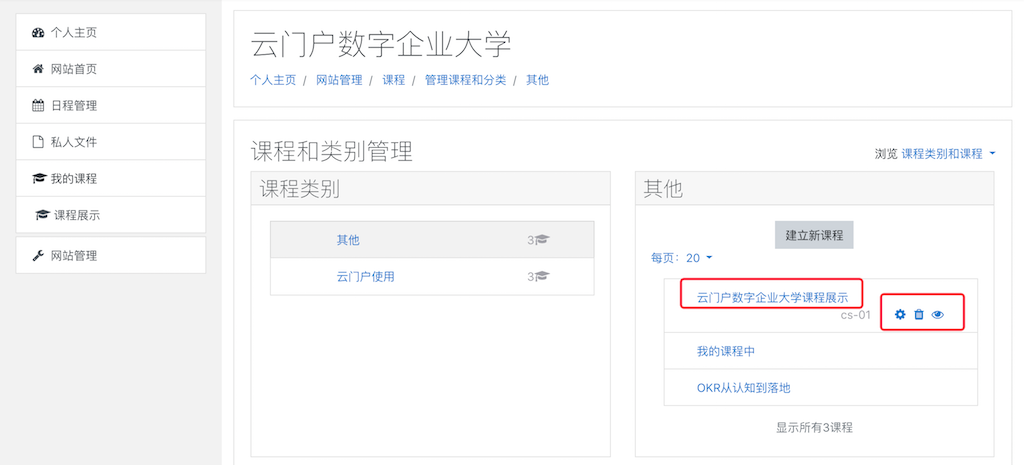 个人主页
网站首页
日程管理
私人文件
我的课程
课程展示
网站管理
云门户数字企业大学
个人主页 / 网站管理 / 课程 / 管理课程和分类 / 其他
课程和类别管理
浏览 课程类别和课程
课程类别
其他 3
云门户使用 3
其他
建立新课程
每页：20
云门户数字企业大学课程展示
cs-01
我的课程中
OKR从认知到落地
显示所有3课程